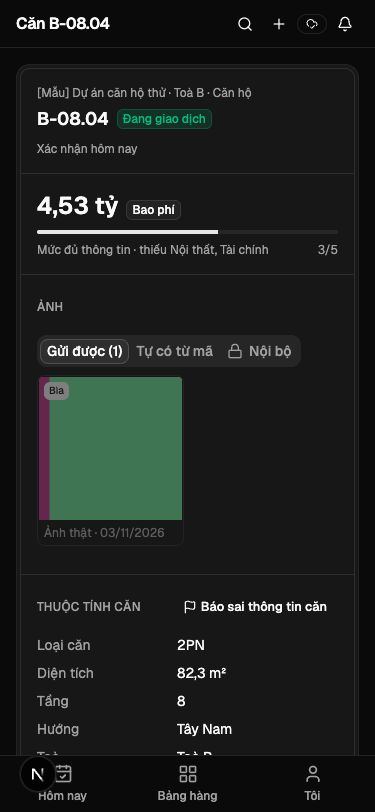 Căn B-08.04
[Mẫu] Dự án căn hộ thử · Toà B · Căn hộ
B-08.04 Đang giao dịch
Xác nhận hôm nay
4,53 tỷ Bao phí
Mức đủ thông tin · thiếu Nội thất, Tài chính 3/5
ẢNH
Gửi được (1) Tự có từ mã Nội bộ
Bìa
Ảnh thật · 03/11/2026
THUỘC TÍNH CĂN Báo sai thông tin căn
Loại căn 2PN
Diện tích 82,3 m²
Tầng 8
Hướng Tây Nam
Toà Toà B
N
Hôm nay Bảng hàng Tôi